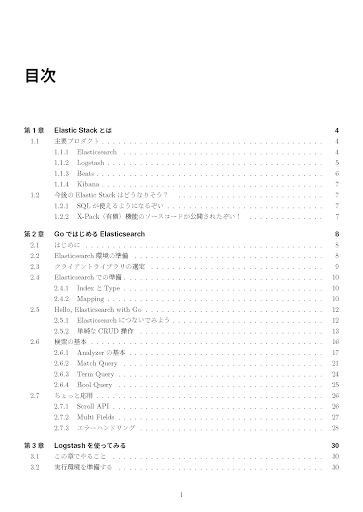 目次
第 1 章 Elastic Stack とは 4
1.1 主要プロダクト . . . . . . . . . . . . . . . . . . . . 4
1.1.1 Elasticsearch . . . . . . . . . . . . . . . . . . . . 4
1.1.2 Logstash . . . . . . . . . . . . . . . . . . . . 5
1.1.3 Beats . . . . . . . . . . . . . . . . . . . . 6
1.1.4 Kibana . . . . . . . . . . . . . . . . . . . . 7
1.2 今後の Elastic Stack はどうなりそう？ . . . . . . . . . . . . . . . . 7
1.2.1 SQL が使えるようになるぞい . . . . . . . . . . . . . . . . 7
1.2.2 X-Pack（有償）機能のソースコードが公開されたぞい！ . . . . . . . . 7
第 2 章 Go ではじめる Elasticsearch 8
2.1 はじめに . . . . . . . . . . . . . . . . . . . . 8
2.2 Elasticsearch 環境の準備 . . . . . . . . . . . . . . . . . . . . 8
2.3 クライアントライブラリの選定 . . . . . . . . . . . . . . . . . . . . 9
2.4 Elasticsearch での準備 . . . . . . . . . . . . . . . . . . . . 10
2.4.1 Index と Type . . . . . . . . . . . . . . . . . . . . 10
2.4.2 Mapping . . . . . . . . . . . . . . . . . . . . 10
2.5 Hello, Elasticsearch with Go . . . . . . . . . . . . . . . . . . . . 12
2.5.1 Elasticsearch につないでみよう . . . . . . . . . . . . . . . . 12
2.5.2 単純な CRUD 操作 . . . . . . . . . . . . . . . . . . . . 13
2.6 検索の基本 . . . . . . . . . . . . . . . . . . . . 16
2.6.1 Analyzer の基本 . . . . . . . . . . . . . . . . . . . . 17
2.6.2 Match Query . . . . . . . . . . . . . . . . . . . . 21
2.6.3 Term Query . . . . . . . . . . . . . . . . . . . . 24
2.6.4 Bool Query . . . . . . . . . . . . . . . . . . . . 25
2.7 ちょっと応用 . . . . . . . . . . . . . . . . . . . . 26
2.7.1 Scroll API . . . . . . . . . . . . . . . . . . . . 26
2.7.2 Multi Fields . . . . . . . . . . . . . . . . . . . . 27
2.7.3 エラーハンドリング . . . . . . . . . . . . . . . . . . . . 28
第 3 章 Logstash を使ってみる 30
3.1 この章でやること . . . . . . . . . . . . . . . . . . . . 30
3.2 実行環境を準備する . . . . . . . . . . . . . . . . . . . . 30
1